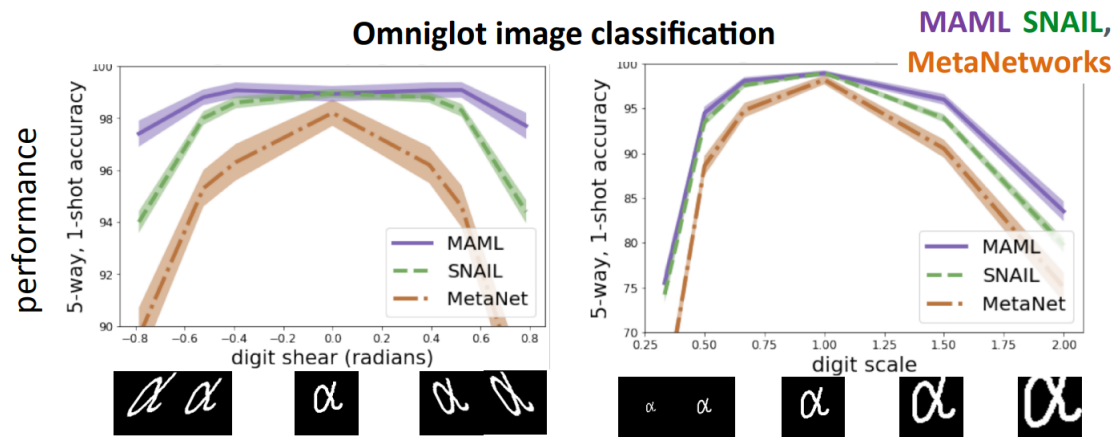 Omniglot image classification
MAML SNAIL,
MetaNetworks
performance
5-way, 1-shot accuracy
100
98
96
94
92
90
−0.8 −0.6 −0.4 −0.2 0.0 0.2 0.4 0.6 0.8
digit shear (radians)
MAML
SNAIL
MetaNet
α α α α α
5-way, 1-shot accuracy
100
95
90
85
80
75
70
0.25 0.50 0.75 1.00 1.25 1.50 1.75 2.00
digit scale
MAML
SNAIL
MetaNet
α α α α α